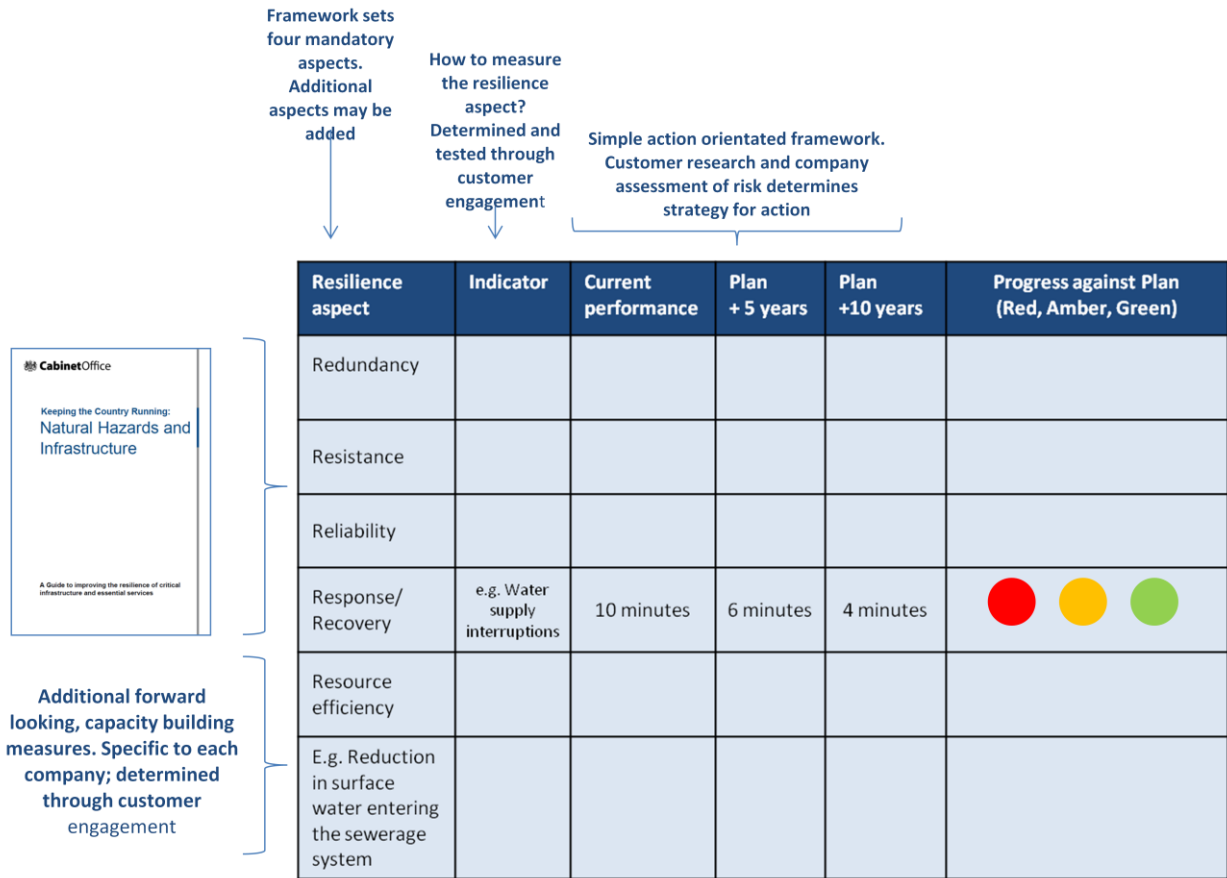 Framework sets
four mandatory
aspects.
Additional
aspects may be
added
How to measure
the resilience
aspect?
Determined and
tested through
customer
engagement
Simple action orientated framework.
Customer research and company
assessment of risk determines
strategy for action
Resilience
aspect
Indicator
Current
performance
Plan
+ 5 years
Plan
+10 years
Progress against Plan
(Red, Amber, Green)
CabinetOffice
Keeping the Country Running:
Natural Hazards and
Infrastructure
A Guide to improving the resilience of critical
infrastructure and essential services
Redundancy
Resistance
Reliability
Response/
Recovery
e.g. Water
supply
interruptions
10 minutes
6 minutes
4 minutes
Additional forward
looking, capacity building
measures. Specific to each
company; determined
through customer
engagement
Resource
efficiency
E.g. Reduction
in surface
water entering
the sewerage
system